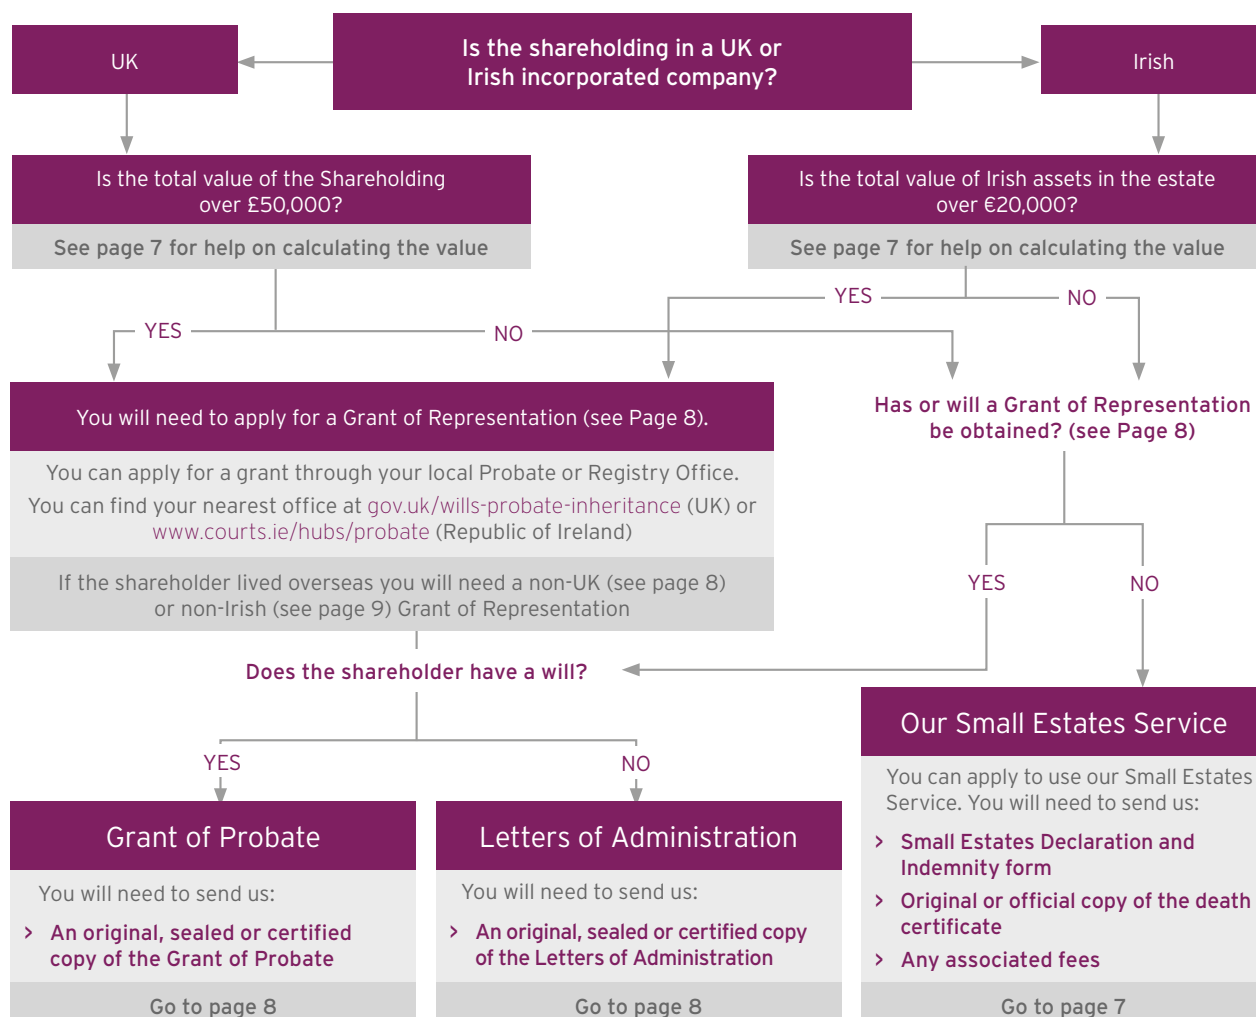 Is the shareholding in a UK or
Irish incorporated company?
UK
Irish
Is the total value of the Shareholding
over £50,000?
See page 7 for help on calculating the value
Is the total value of Irish assets in the estate
over €20,000?
See page 7 for help on calculating the value
YES
NO
YES
NO
You will need to apply for a Grant of Representation (see Page 8).
You can apply for a grant through your local Probate or Registry Office.
You can find your nearest office at gov.uk/wills-probate-inheritance (UK) or
www.courts.ie/hubs/probate (Republic of Ireland)
If the shareholder lived overseas you will need a non-UK (see page 8)
or non-Irish (see page 9) Grant of Representation
Has or will a Grant of Representation
be obtained? (see Page 8)
YES
NO
Does the shareholder have a will?
YES
NO
Grant of Probate
You will need to send us:
> An original, sealed or certified
copy of the Grant of Probate
Go to page 8
Letters of Administration
You will need to send us:
> An original, sealed or certified copy
of the Letters of Administration
Go to page 8
Our Small Estates Service
You can apply to use our Small Estates
Service. You will need to send us:
> Small Estates Declaration and
Indemnity form
> Original or official copy of the death
certificate
> Any associated fees
Go to page 7